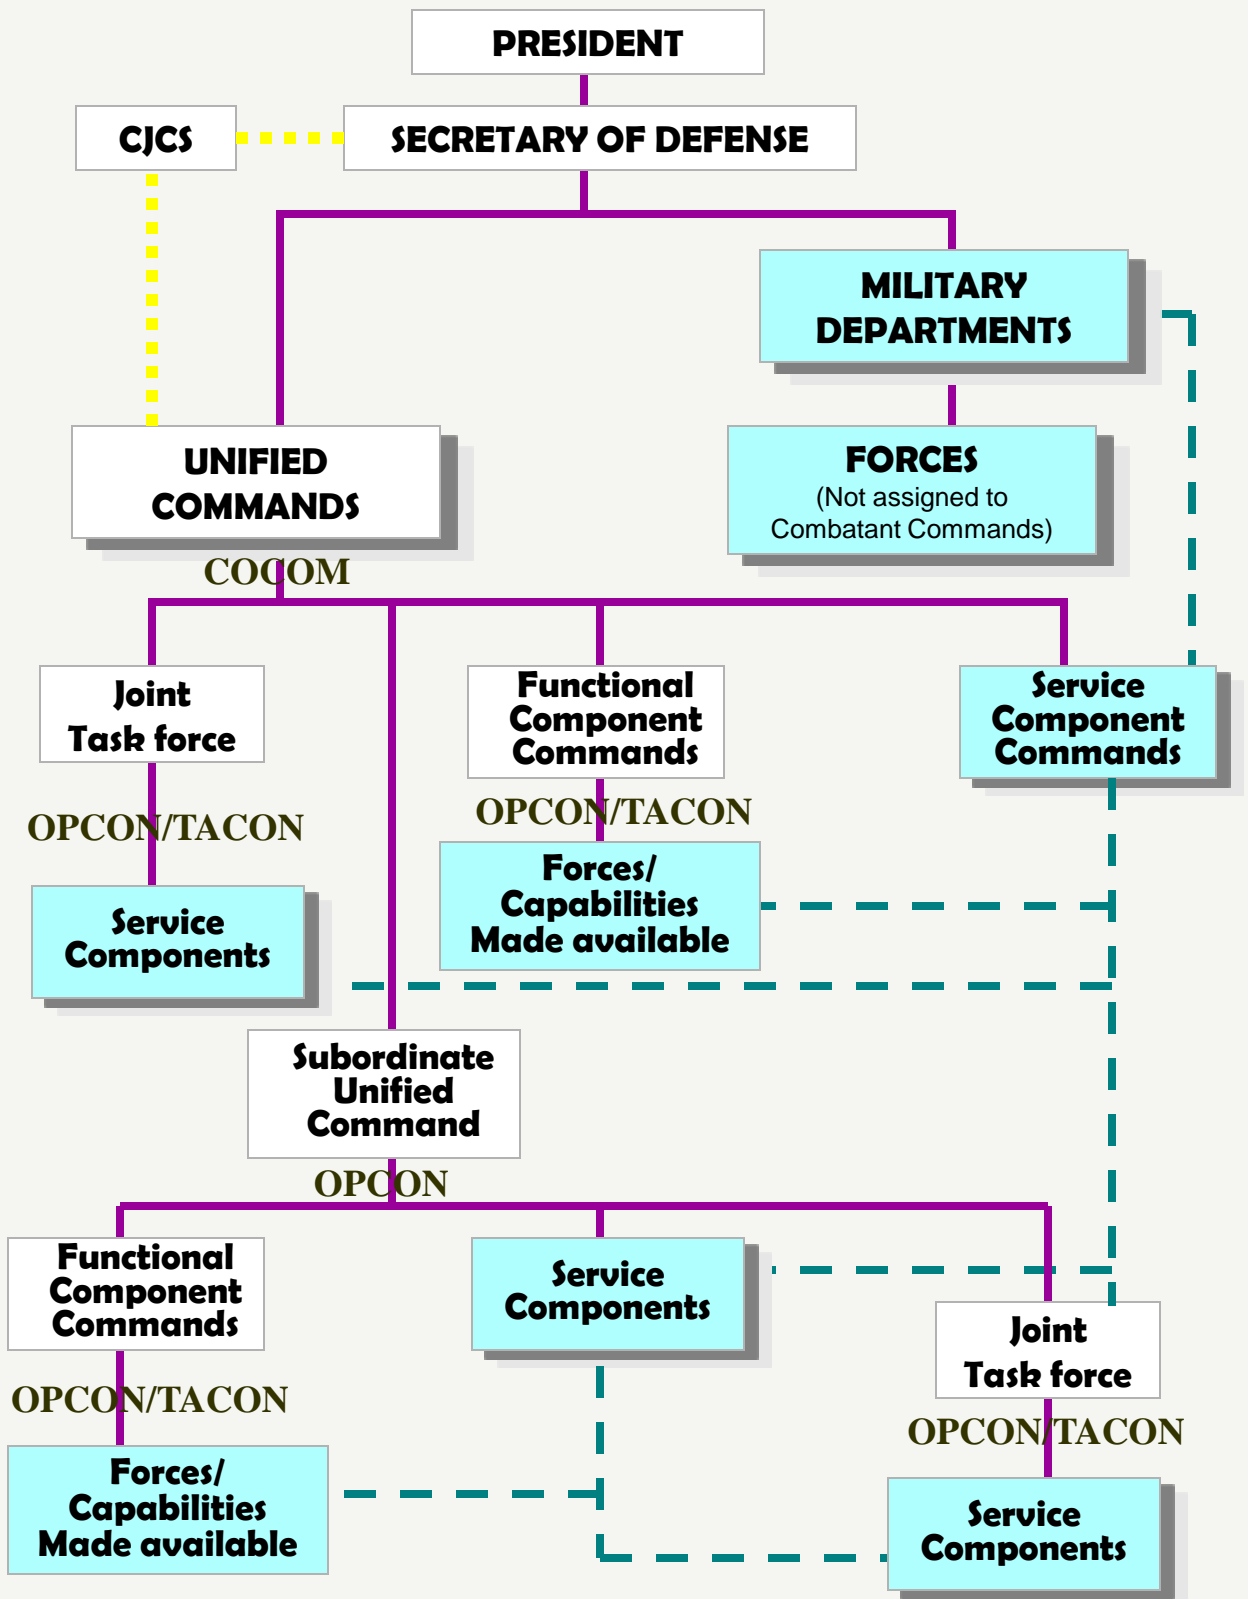 PRESIDENT
CJCS
SECRETARY OF DEFENSE
MILITARY
DEPARTMENTS
UNIFIED
COMMANDS
FORCES
(Not assigned to
Combatant Commands)
COCOM
Joint
Task force
Functional
Component
Commands
Service
Component
Commands
OPCON/TACON
OPCON/TACON
Service
Components
Forces/
Capabilities
Made available
Subordinate
Unified
Command
OPCON
Functional
Component
Commands
Service
Components
Joint
Task force
OPCON/TACON
OPCON/TACON
Forces/
Capabilities
Made available
Service
Components